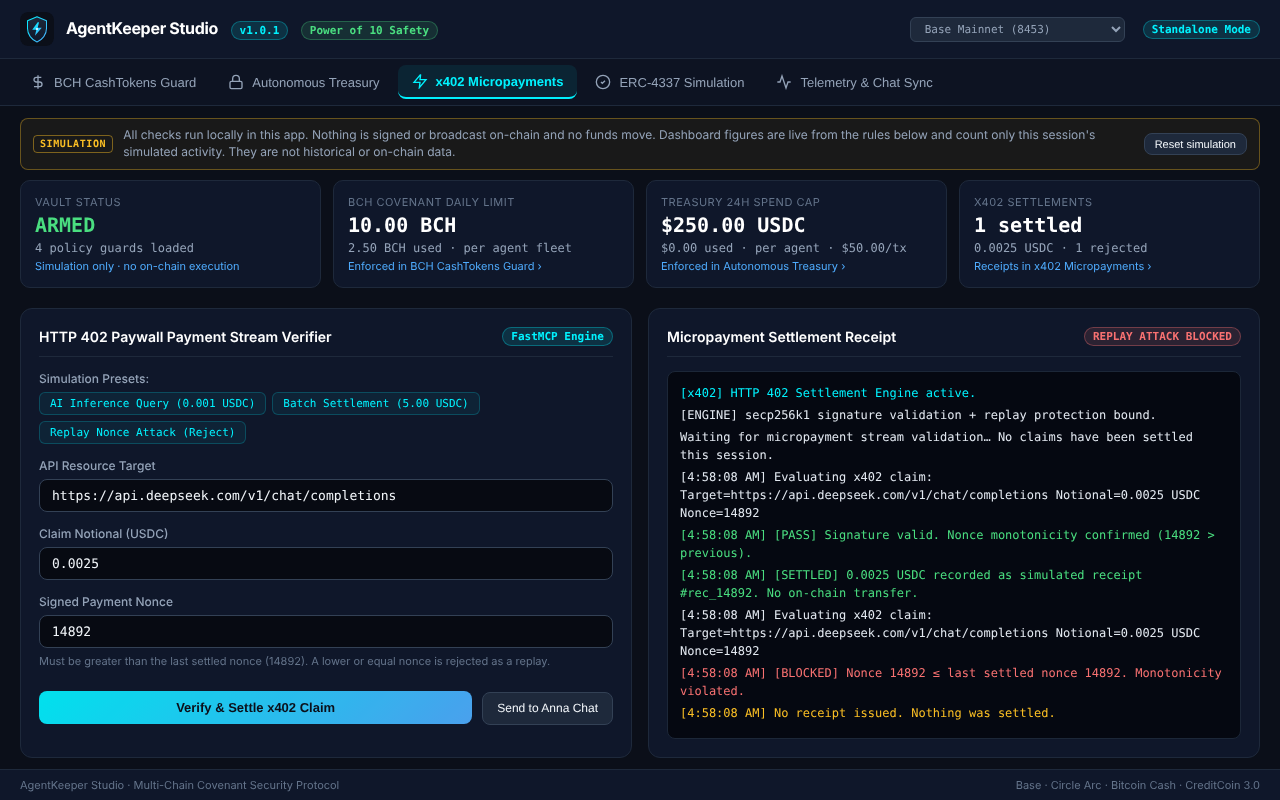 AgentKeeper Studio
v1.0.1
Power of 10 Safety
Base Mainnet (8453)
Standalone Mode
BCH CashTokens Guard
Autonomous Treasury
x402 Micropayments
ERC-4337 Simulation
Telemetry & Chat Sync
SIMULATION
All checks run locally in this app. Nothing is signed or broadcast on-chain and no funds move. Dashboard figures are live from the rules below and count only this session's
simulated activity. They are not historical or on-chain data.
Reset simulation
VAULT STATUS
ARMED
4 policy guards loaded
Simulation only · no on-chain execution
BCH COVENANT DAILY LIMIT
10.00 BCH
2.50 BCH used · per agent fleet
Enforced in BCH CashTokens Guard ›
TREASURY 24H SPEND CAP
$250.00 USDC
$0.00 used · per agent · $50.00/tx
Enforced in Autonomous Treasury ›
X402 SETTLEMENTS
1 settled
0.0025 USDC · 1 rejected
Receipts in x402 Micropayments ›
HTTP 402 Paywall Payment Stream Verifier
FastMCP Engine
Simulation Presets:
AI Inference Query (0.001 USDC)
Batch Settlement (5.00 USDC)
Replay Nonce Attack (Reject)
API Resource Target
https://api.deepseek.com/v1/chat/completions
Claim Notional (USDC)
0.0025
Signed Payment Nonce
14892
Must be greater than the last settled nonce (14892). A lower or equal nonce is rejected as a replay.
Verify & Settle x402 Claim
Send to Anna Chat
Micropayment Settlement Receipt
REPLAY ATTACK BLOCKED
[x402] HTTP 402 Settlement Engine active.
[ENGINE] secp256k1 signature validation + replay protection bound.
Waiting for micropayment stream validation… No claims have been settled
this session.
[4:58:08 AM] Evaluating x402 claim:
Target=https://api.deepseek.com/v1/chat/completions Notional=0.0025 USDC
Nonce=14892
[4:58:08 AM] [PASS] Signature valid. Nonce monotonicity confirmed (14892 >
previous).
[4:58:08 AM] [SETTLED] 0.0025 USDC recorded as simulated receipt
#rec_14892. No on-chain transfer.
[4:58:08 AM] Evaluating x402 claim:
Target=https://api.deepseek.com/v1/chat/completions Notional=0.0025 USDC
Nonce=14892
[4:58:08 AM] [BLOCKED] Nonce 14892 ≤ last settled nonce 14892. Monotonicity
violated.
[4:58:08 AM] No receipt issued. Nothing was settled.
AgentKeeper Studio · Multi-Chain Covenant Security Protocol
Base · Circle Arc · Bitcoin Cash · CreditCoin 3.0